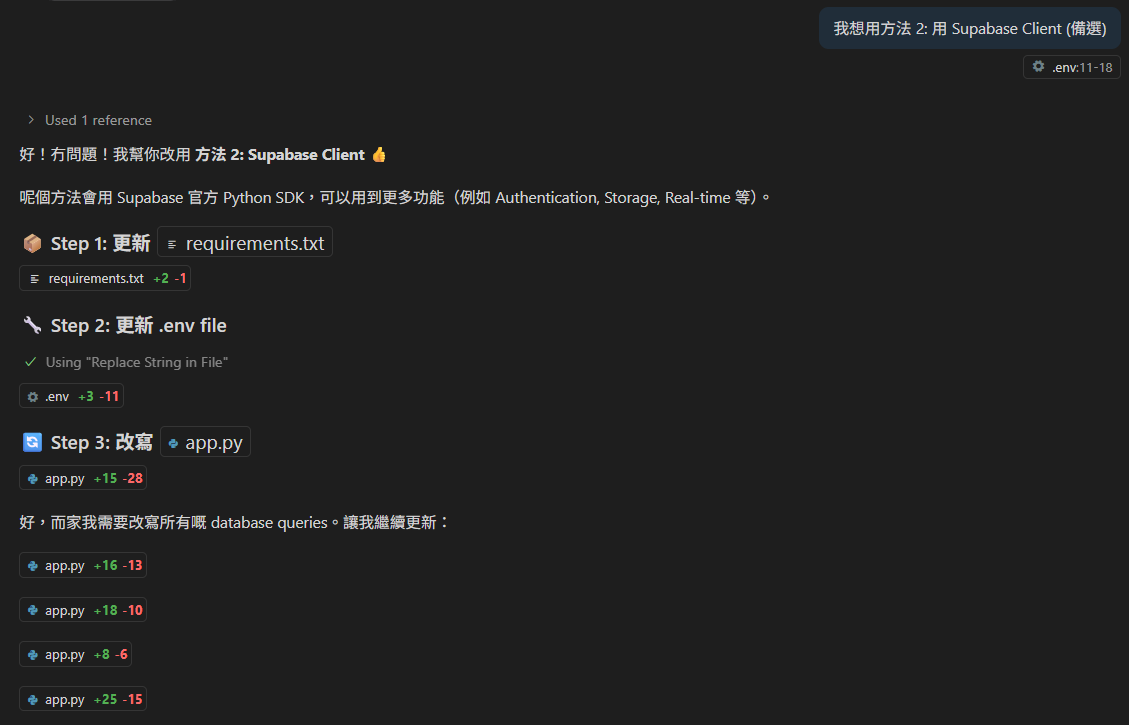 我想用方法 2: 用 Supabase Client (備選)
.env:11-18
Used 1 reference
好！冇問題！我幫你改用 方法 2: Supabase Client 👍
呢個方法會用 Supabase 官方 Python SDK，可以用到更多功能（例如 Authentication, Storage, Real-time 等）。
📦 Step 1: 更新 requirements.txt
requirements.txt +2 -1
🔧 Step 2: 更新 .env file
✓ Using "Replace String in File"
.env +3 -11
🔄 Step 3: 改寫 app.py
app.py +15 -28
好，而家我需要改寫所有嘅 database queries。讓我繼續更新：
app.py +16 -13
app.py +18 -10
app.py +8 -6
app.py +25 -15